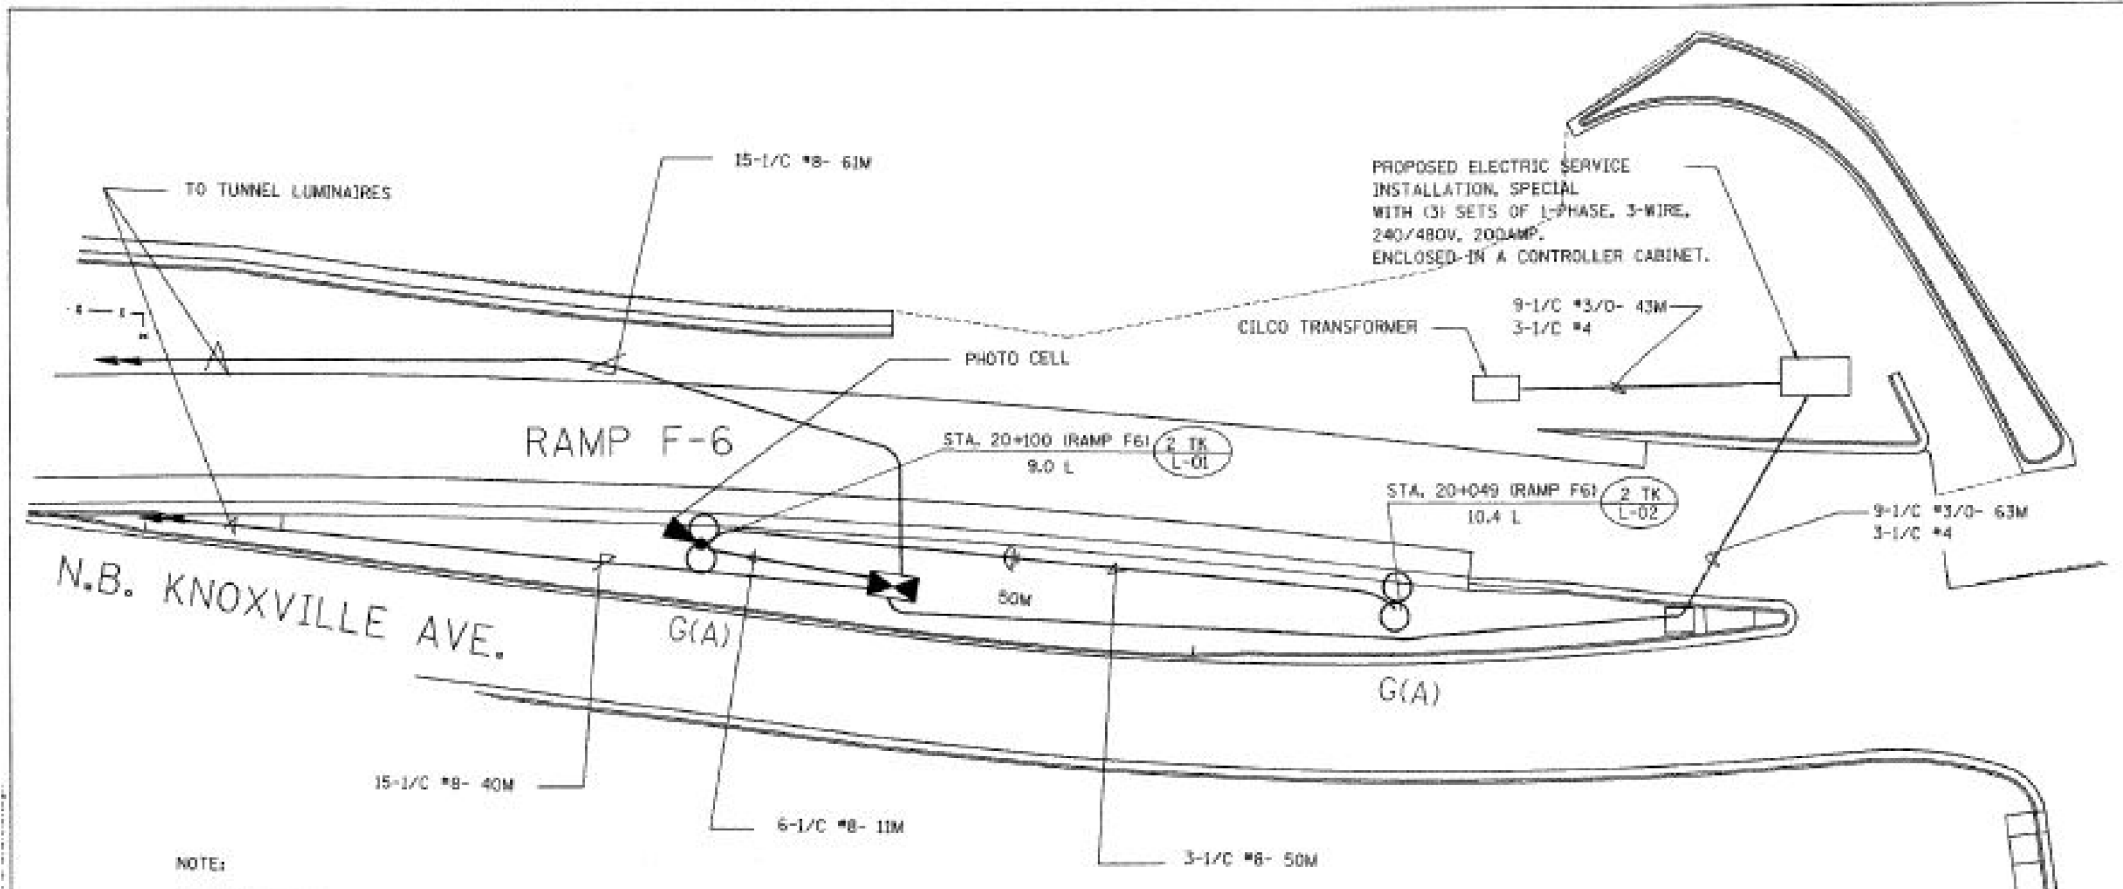 15-1/C #8- 61M
TO TUNNEL LUMINAIRES
PROPOSED ELECTRIC SERVICE
INSTALLATION, SPECIAL
WITH (3) SETS OF 1-PHASE, 3-WIRE,
240/480V, 200AMP.
ENCLOSED IN A CONTROLLER CABINET.
9-1/C #3/0- 43M
3-1/C #4
CILCO TRANSFORMER
PHOTO CELL
RAMP F-6
STA. 20+100 (RAMP F6)
9.0 L
2 TK
L-01
STA. 20+049 (RAMP F6)
10.4 L
2 TK
L-02
9-1/C #3/0- 63M
3-1/C #4
N.B. KNOXVILLE AVE.
50M
G(A)
G(A)
15-1/C #8- 40M
6-1/C #8- 11M
3-1/C #8- 50M
NOTE: